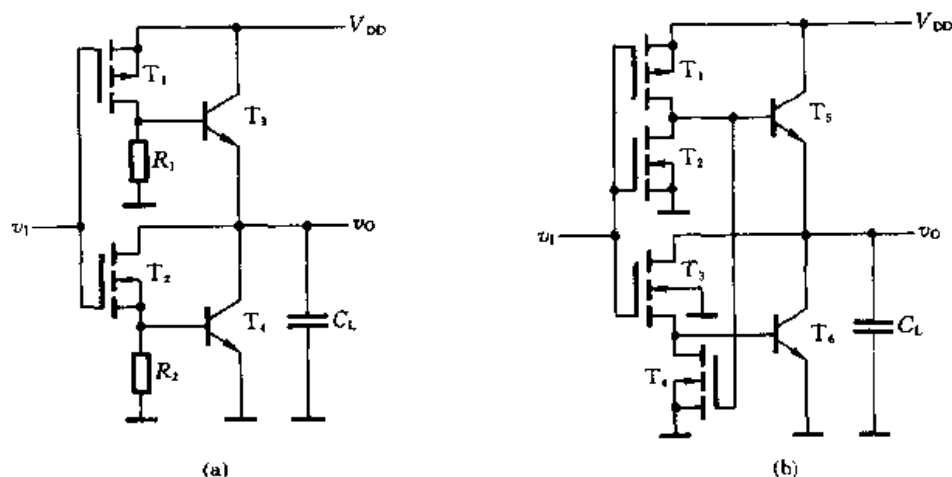 V_DD
T₁
T₃
R₁
v_I
v_O
T₂
T₄
C_L
R₂
(a)
V_DD
T₁
T₅
T₂
v_I
v_O
T₃
T₆
C_L
T₄
(b)